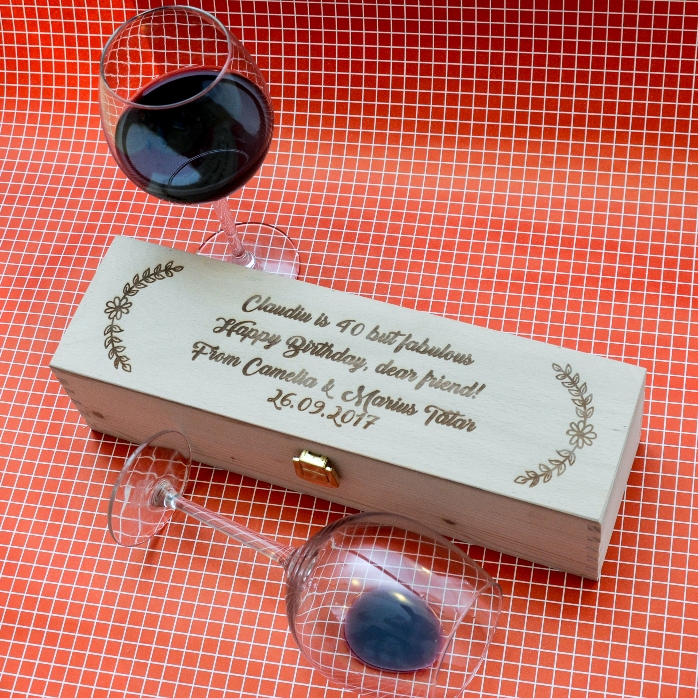 Claudiu is 40 but fabulous
Happy Birthday, dear friend!
From Camelia & Marius Tatar
26.09.2017